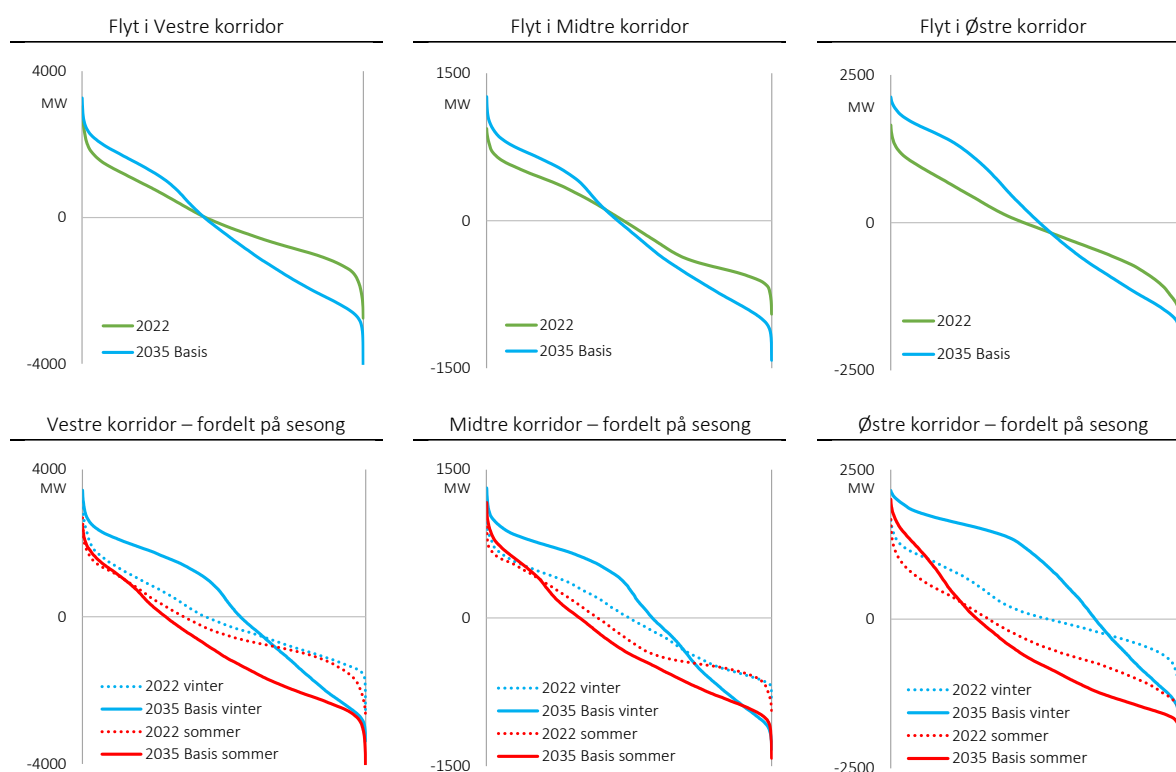 Flyt i Vestre korridor
4000
MW
0
-4000
2022
2035 Basis
Flyt i Midtre korridor
1500
MW
0
-1500
2022
2035 Basis
Flyt i Østre korridor
2500
MW
0
-2500
2022
2035 Basis
Vestre korridor – fordelt på sesong
4000
MW
0
-4000
2022 vinter
2035 Basis vinter
2022 sommer
2035 Basis sommer
Midtre korridor – fordelt på sesong
1500
MW
0
-1500
2022 vinter
2035 Basis vinter
2022 sommer
2035 Basis sommer
Østre korridor – fordelt på sesong
2500
MW
0
-2500
2022 vinter
2035 Basis vinter
2022 sommer
2035 Basis sommer